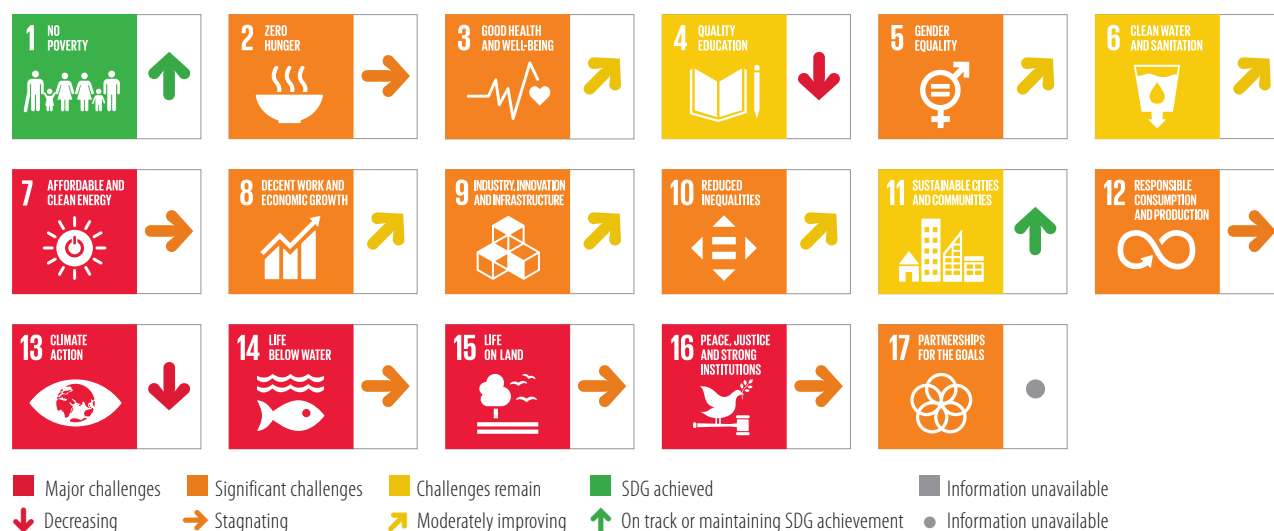 1 NO
POVERTY
2 ZERO
HUNGER
3 GOOD HEALTH
AND WELL-BEING
4 QUALITY
EDUCATION
5 GENDER
EQUALITY
6 CLEAN WATER
AND SANITATION
7 AFFORDABLE AND
CLEAN ENERGY
8 DECENT WORK AND
ECONOMIC GROWTH
9 INDUSTRY, INNOVATION
AND INFRASTRUCTURE
10 REDUCED
INEQUALITIES
11 SUSTAINABLE CITIES
AND COMMUNITIES
12 RESPONSIBLE
CONSUMPTION
AND PRODUCTION
13 CLIMATE
ACTION
14 LIFE
BELOW WATER
15 LIFE
ON LAND
16 PEACE, JUSTICE
AND STRONG
INSTITUTIONS
17 PARTNERSHIPS
FOR THE GOALS
Major challenges Significant challenges Challenges remain SDG achieved Information unavailable
Decreasing Stagnating Moderately improving On track or maintaining SDG achievement Information unavailable